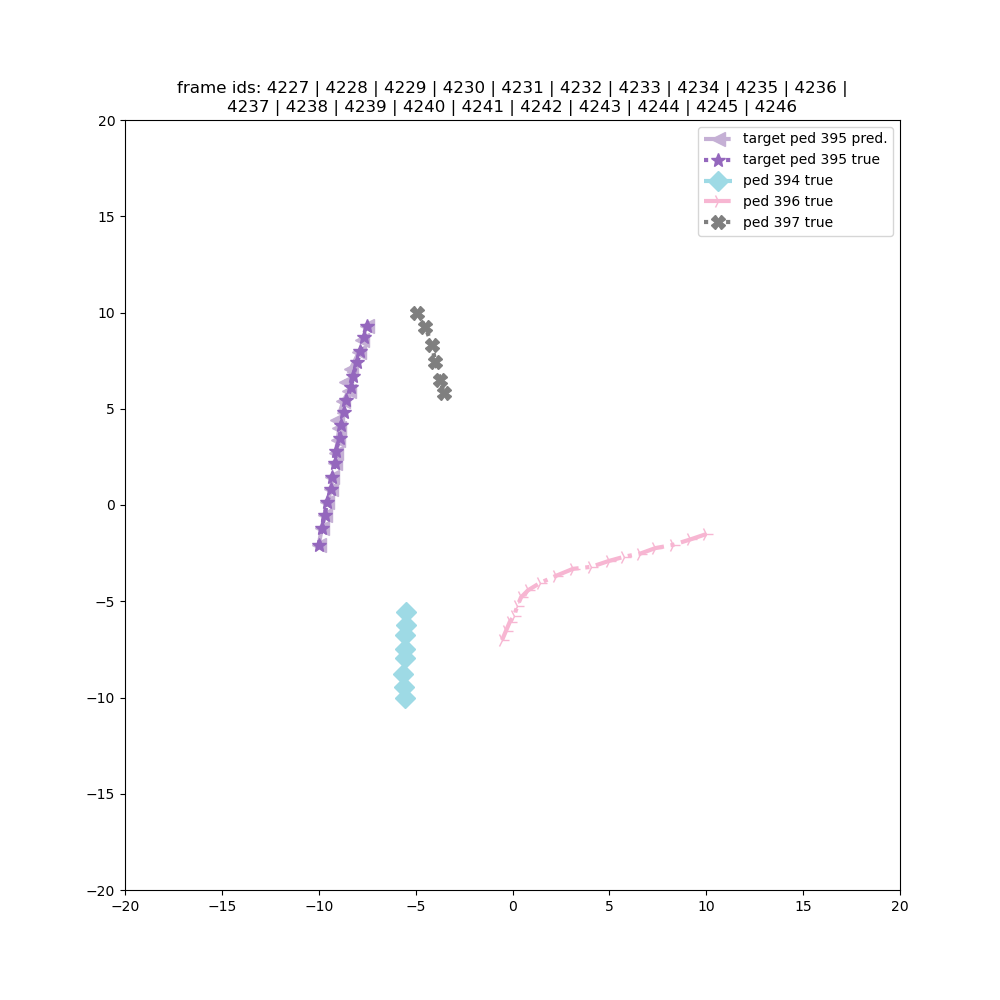 frame ids: 4227 | 4228 | 4229 | 4230 | 4231 | 4232 | 4233 | 4234 | 4235 | 4236 |
4237 | 4238 | 4239 | 4240 | 4241 | 4242 | 4243 | 4244 | 4245 | 4246
target ped 395 pred.
target ped 395 true
ped 394 true
ped 396 true
ped 397 true
20
15
10
5
0
−5
−10
−15
−20
−20 −15 −10 −5 0 5 10 15 20